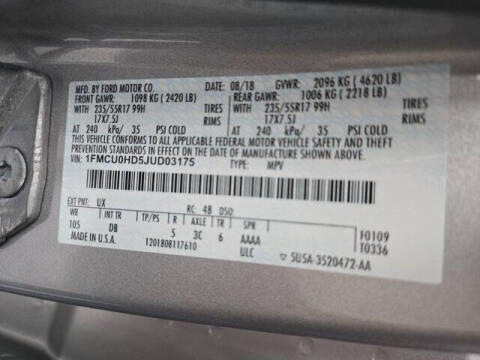 MFD. BY FORD MOTOR CO. DATE: 08/18 GVWR: 2096 KG (4620 LB)
FRONT GAWR: 1098 KG (2420 LB) REAR GAWR: 1006 KG (2218 LB)
WITH 235/55R17 99H TIRES WITH 235/55R17 99H TIRES
17X7.5J RIMS 17X7.5J RIMS
AT 240 kPa/ 35 PSI COLD AT 240 kPa/ 35 PSI COLD
THIS VEHICLE CONFORMS TO ALL APPLICABLE FEDERAL MOTOR VEHICLE SAFETY AND
THEFT PREVENTION STANDARDS IN EFFECT ON THE DATE OF MANUFACTURE SHOWN ABOVE.
VIN: 1FMCU0HD5JUD03175 TYPE: MPV
EXT PNT: UX RC: 48 DSO: F0109
WB INT TR TP/PS R AXLE TR SPR T0336
105 DB 5 3C 6 AAAA
MADE IN U.S.A. 1201808117610 ULC ▽ 5USA-3520472-AA